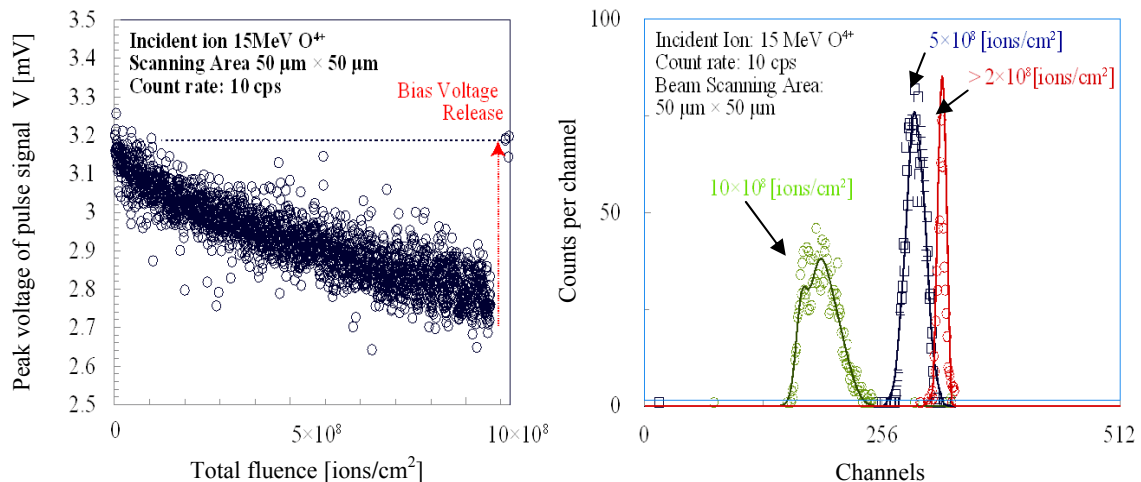 Peak voltage of pulse signal V [mV]
3.5
3.4
3.3
3.2
3.1
3
2.9
2.8
2.7
2.6
2.5
Incident ion 15MeV O⁴⁺
Scanning Area 50 μm × 50 μm
Count rate: 10 cps
Bias Voltage
Release
0
5×10⁸
10×10⁸
Total fluence [ions/cm²]
Counts per channel
100
50
0
Incident Ion: 15 MeV O⁴⁺
Count rate: 10 cps
Beam Scanning Area:
50 μm × 50 μm
5×10⁸ [ions/cm²]
> 2×10⁸[ions/cm²]
10×10⁸ [ions/cm²]
0
256
512
Channels